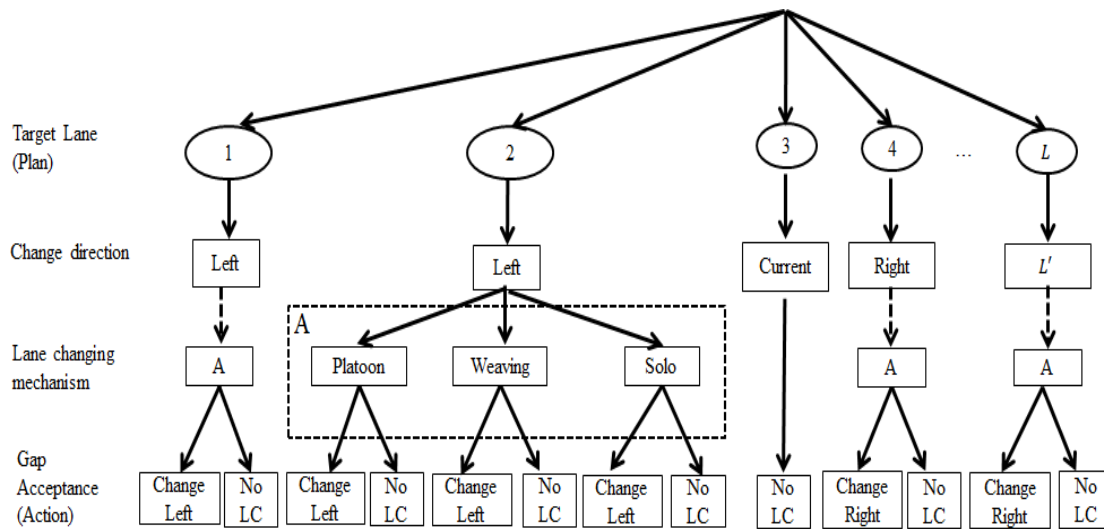 Target Lane
(Plan)
1
2
3
4
...
L
Change direction
Left
Left
Current
Right
L'
A
Lane changing
mechanism
A
Platoon
Weaving
Solo
A
A
Gap
Acceptance
(Action)
Change
Left
No
LC
Change
Left
No
LC
Change
Left
No
LC
Change
Left
No
LC
No
LC
Change
Right
No
LC
Change
Right
No
LC